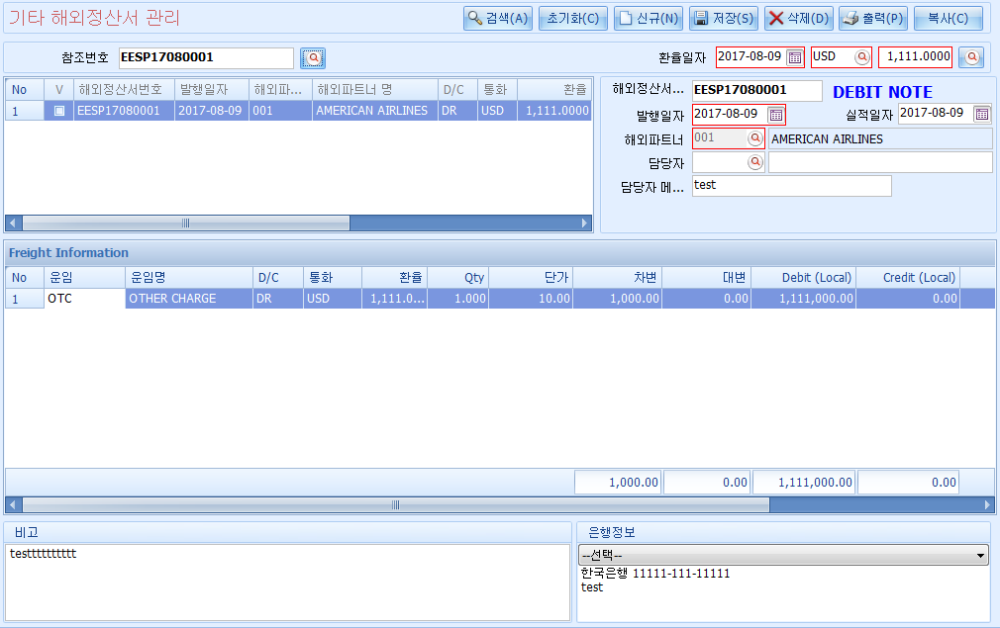 기타 해외정산서 관리 검색(A) 초기화(C) 신규(N) 저장(S) 삭제(D) 출력(P) 복사(C)
참조번호 EESP17080001 환율일자 2017-08-09 USD 1,111.0000
No V 해외정산서번호 발행일자 해외파... 해외파트너 명 D/C 통화 환율
1 EESP17080001 2017-08-09 001 AMERICAN AIRLINES DR USD 1,111.0000
해외정산서... EESP17080001 DEBIT NOTE
발행일자 2017-08-09 실적일자 2017-08-09
해외파트너 001 AMERICAN AIRLINES
담당자
담당자 메... test
Freight Information
No 운임 운임명 D/C 통화 환율 Qty 단가 차변 대변 Debit (Local) Credit (Local)
1 OTC OTHER CHARGE DR USD 1,111.0... 1.000 10.00 1,000.00 0.00 1,111,000.00 0.00
1,000.00 0.00 1,111,000.00 0.00
비고
testttttttttt
은행정보
--선택--
한국은행 11111-111-11111
test